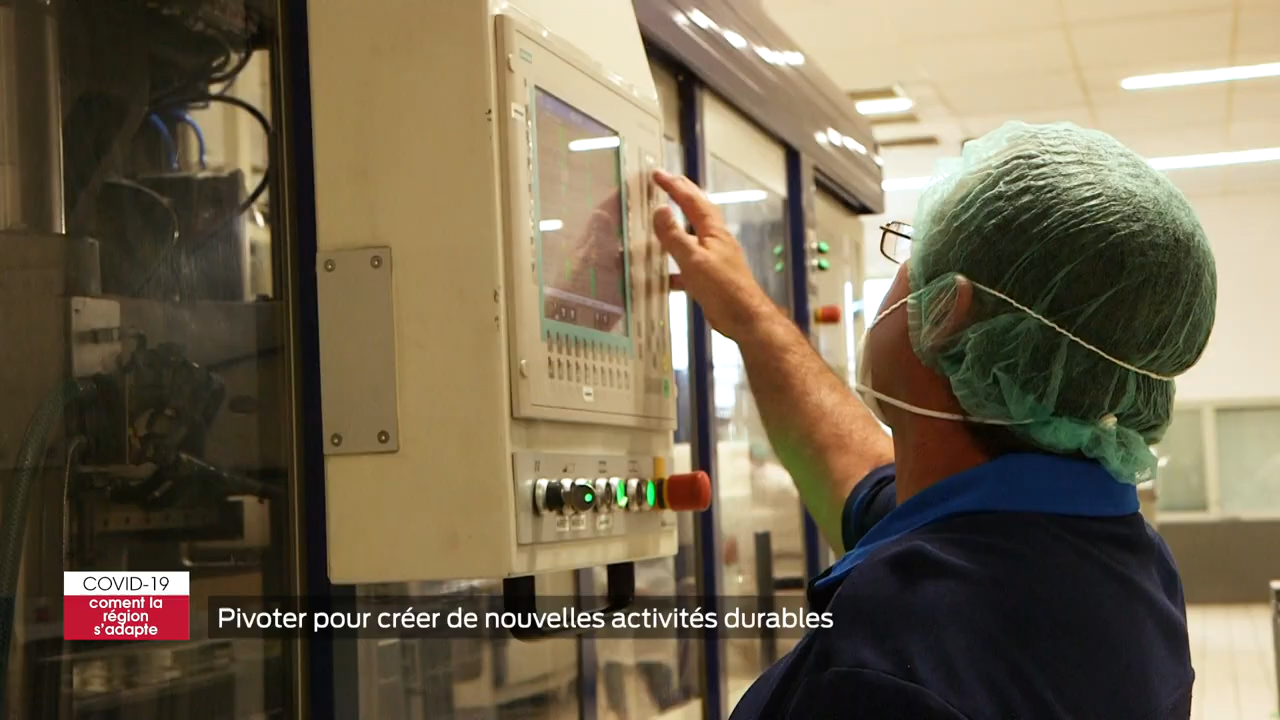 COVID-19
coment la
région
s'adapte
Pivoter pour créer de nouvelles activités durables